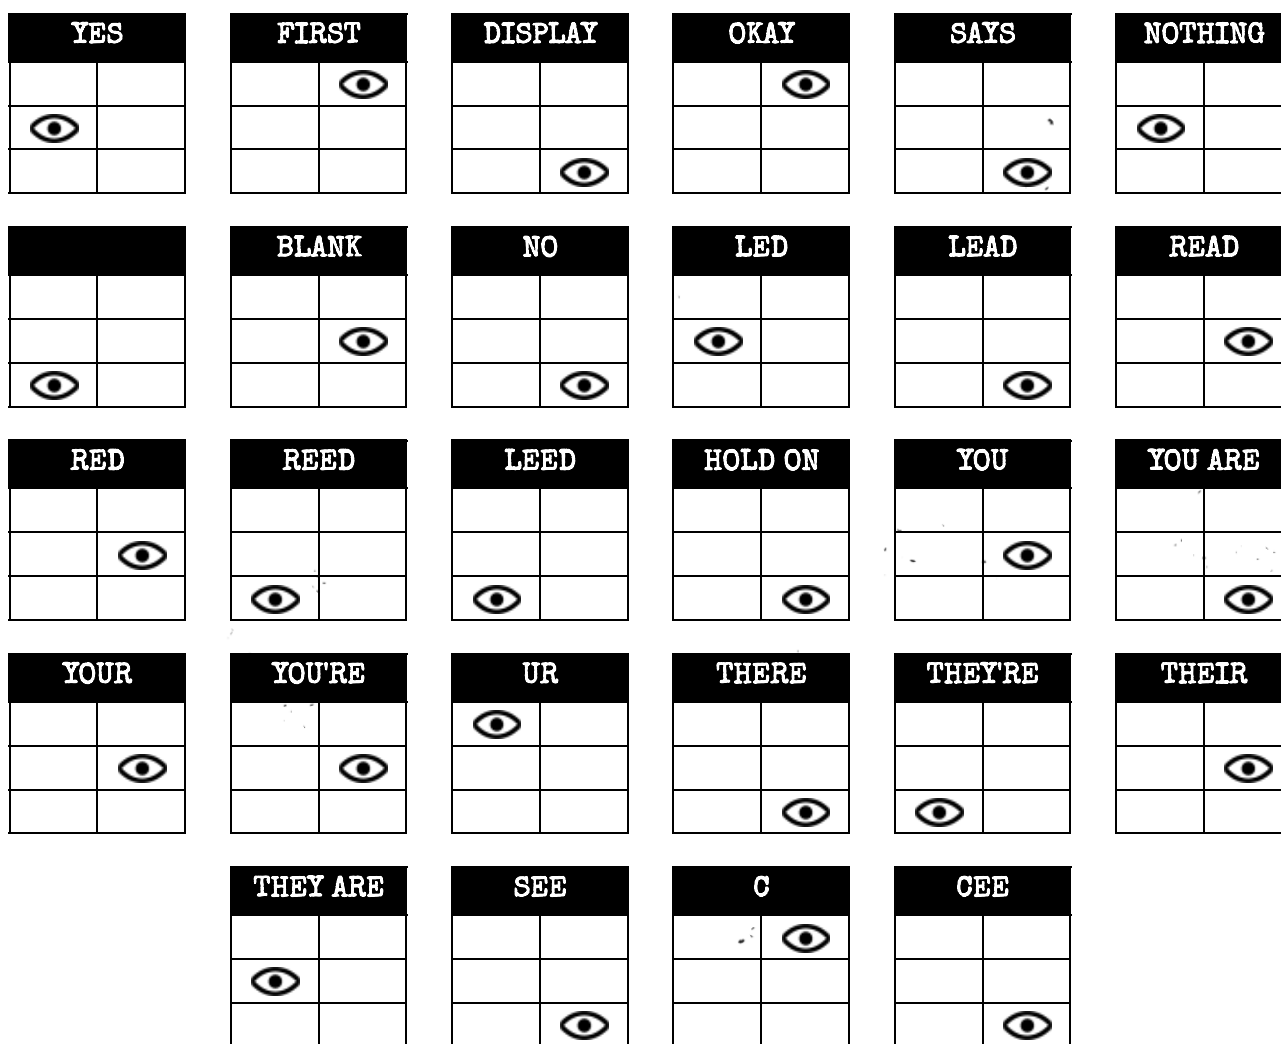 YES FIRST DISPLAY OKAY SAYS NOTHING
BLANK NO LED LEAD READ
RED REED LEED HOLD ON YOU YOU ARE
YOUR YOU'RE UR THERE THEY'RE THEIR
THEY ARE SEE C CEE